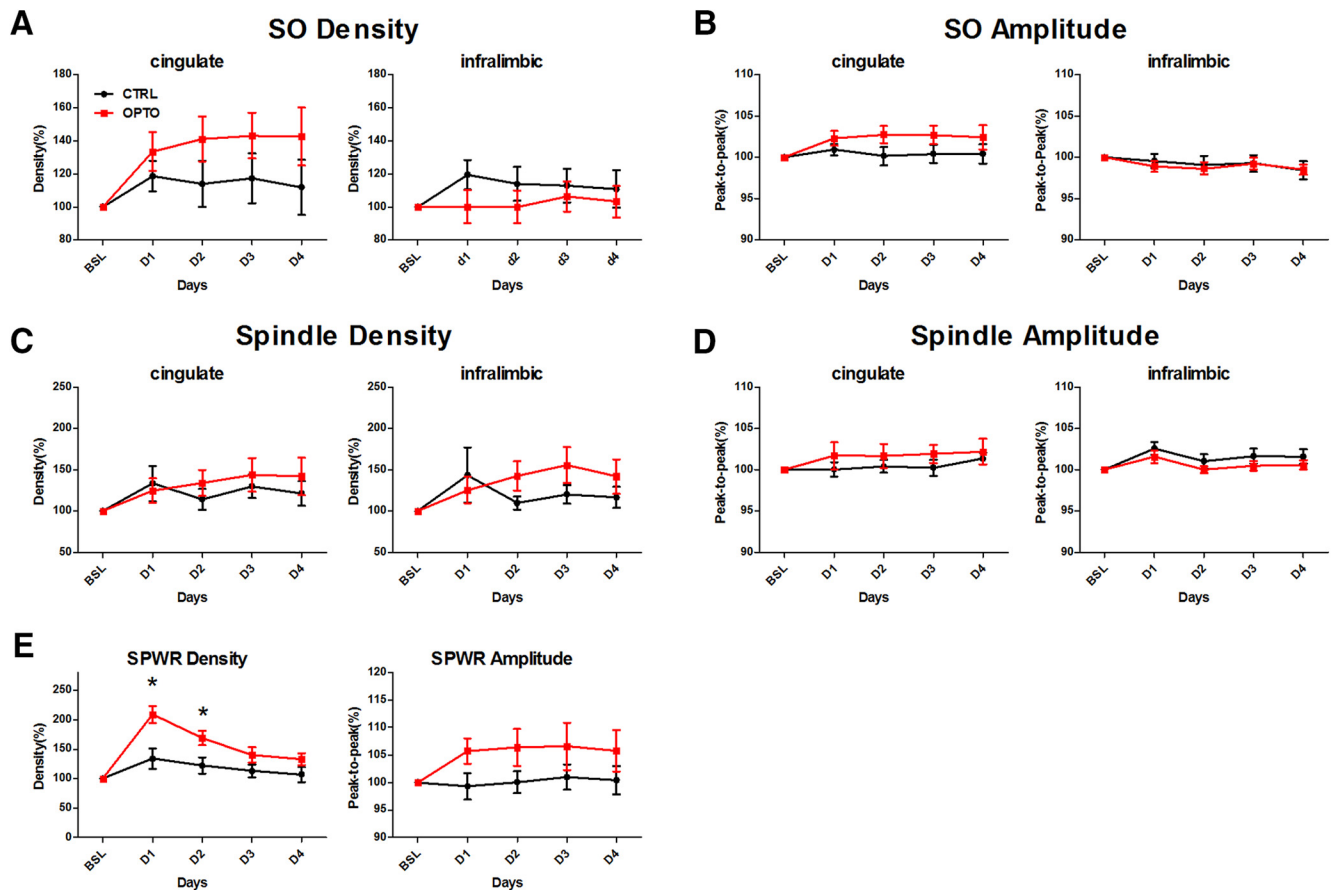 A
SO Density
cingulate
180
160
140
120
100
80
Density(%)
CTRL
OPTO
BSL
D1
D2
D3
D4
Days
infralimbic
180
160
140
120
100
80
Density(%)
BSL
d1
d2
d3
d4
Days
B
SO Amplitude
cingulate
110
105
100
95
90
Peak-to-peak(%)
BSL
D1
D2
D3
D4
Days
infralimbic
110
105
100
95
90
Peak-to-Peak(%)
BSL
D1
D2
D3
D4
Days
C
Spindle Density
cingulate
250
200
150
100
50
Density(%)
BSL
D1
D2
D3
D4
Days
infralimbic
250
200
150
100
50
Density(%)
BSL
D1
D2
D3
D4
Days
D
Spindle Amplitude
cingulate
110
105
100
95
90
Peak-to-peak(%)
BSL
D1
D2
D3
D4
Days
infralimbic
110
105
100
95
90
Peak-to-peak(%)
BSL
D1
D2
D3
D4
Days
E
SPWR Density
250
200
150
100
50
0
Density(%)
*
*
BSL
D1
D2
D3
D4
Days
SPWR Amplitude
120
115
110
105
100
95
90
Peak-to-peak(%)
BSL
D1
D2
D3
D4
Days